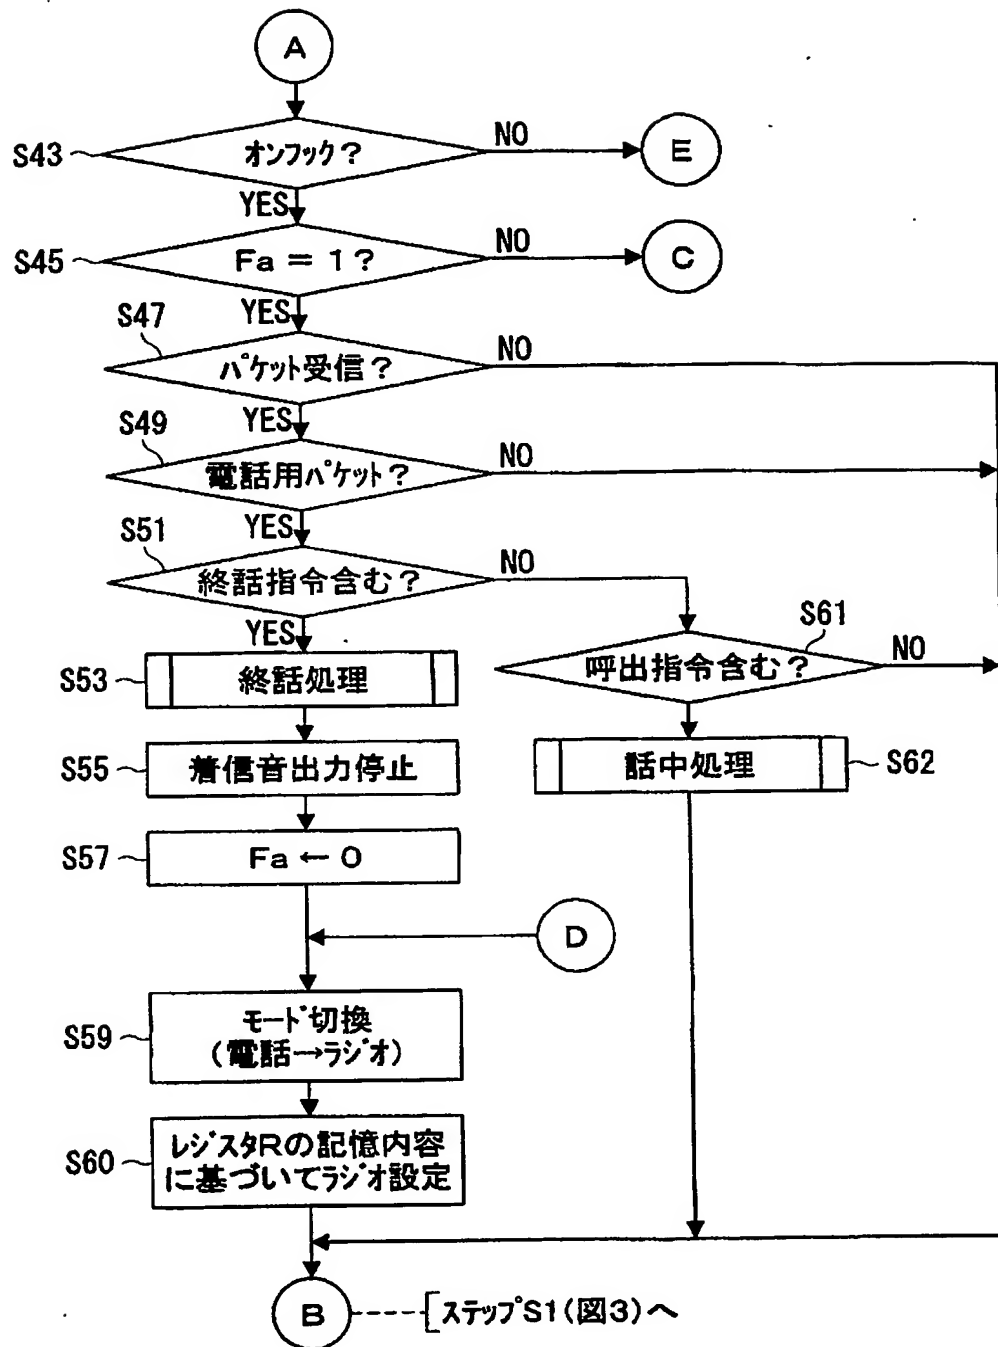 A
S43
オンフック？
NO
E
YES
S45
Fa = 1?
NO
C
YES
S47
パケット受信？
NO
YES
S49
電話用パケット？
NO
YES
S51
終話指令含む？
NO
YES
S61
呼出指令含む？
NO
S53
終話処理
S62
話中処理
S55
着信音出力停止
S57
Fa ← 0
D
S59
モード切換
(電話→ラジオ)
S60
レジスタRの記憶内容
に基づいてラジオ設定
B
ステップS1(図3)へ